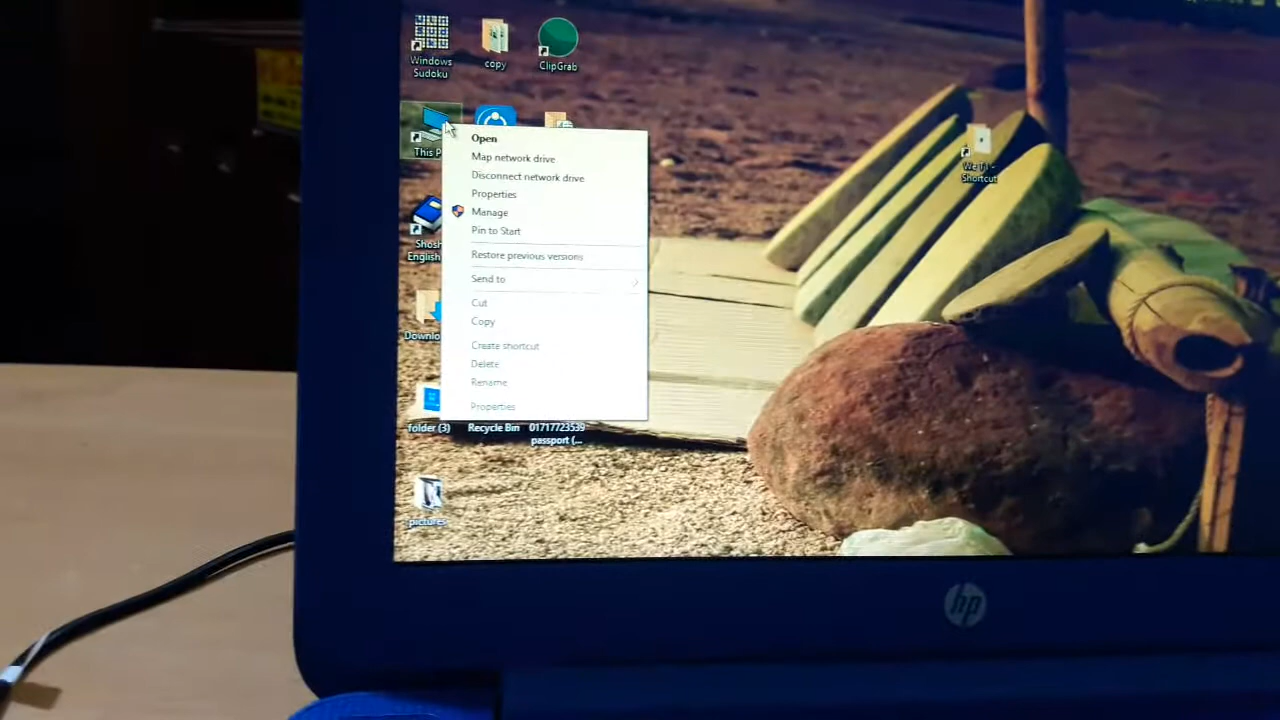 Windows
Sudoku
copy
ClipGrab
This P
Open
Map network drive
Disconnect network drive
Properties
Manage
Pin to Start
Restore previous versions
Send to
Cut
Copy
Create shortcut
Delete
Rename
Properties
Shosh
English
Downlo
folder (3)
Recycle Bin
01717723539
passport (...
pictures
Shortcut
hp